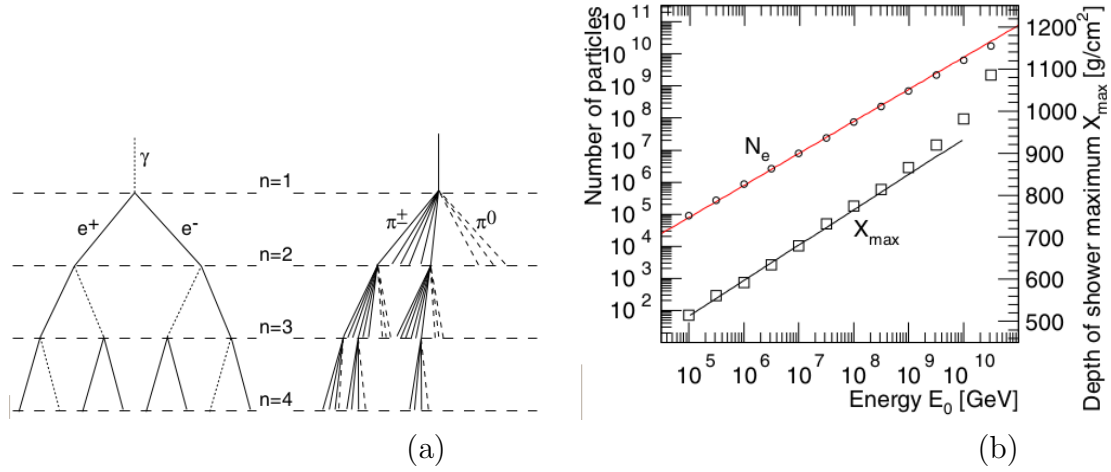 γ
n=1
e⁺
e⁻
π±
π⁰
n=2
n=3
n=4
(a)
Number of particles
10 11
10 10
10 9
10 8
10 7
10 6
10 5
10 4
10 3
10 2
Nₑ
X_max
10 5
10 6
10 7
10 8
10 9
10 10
Energy E₀ [GeV]
1200
1100
1000
900
800
700
600
500
Depth of shower maximum X_max [g/cm²]
(b)